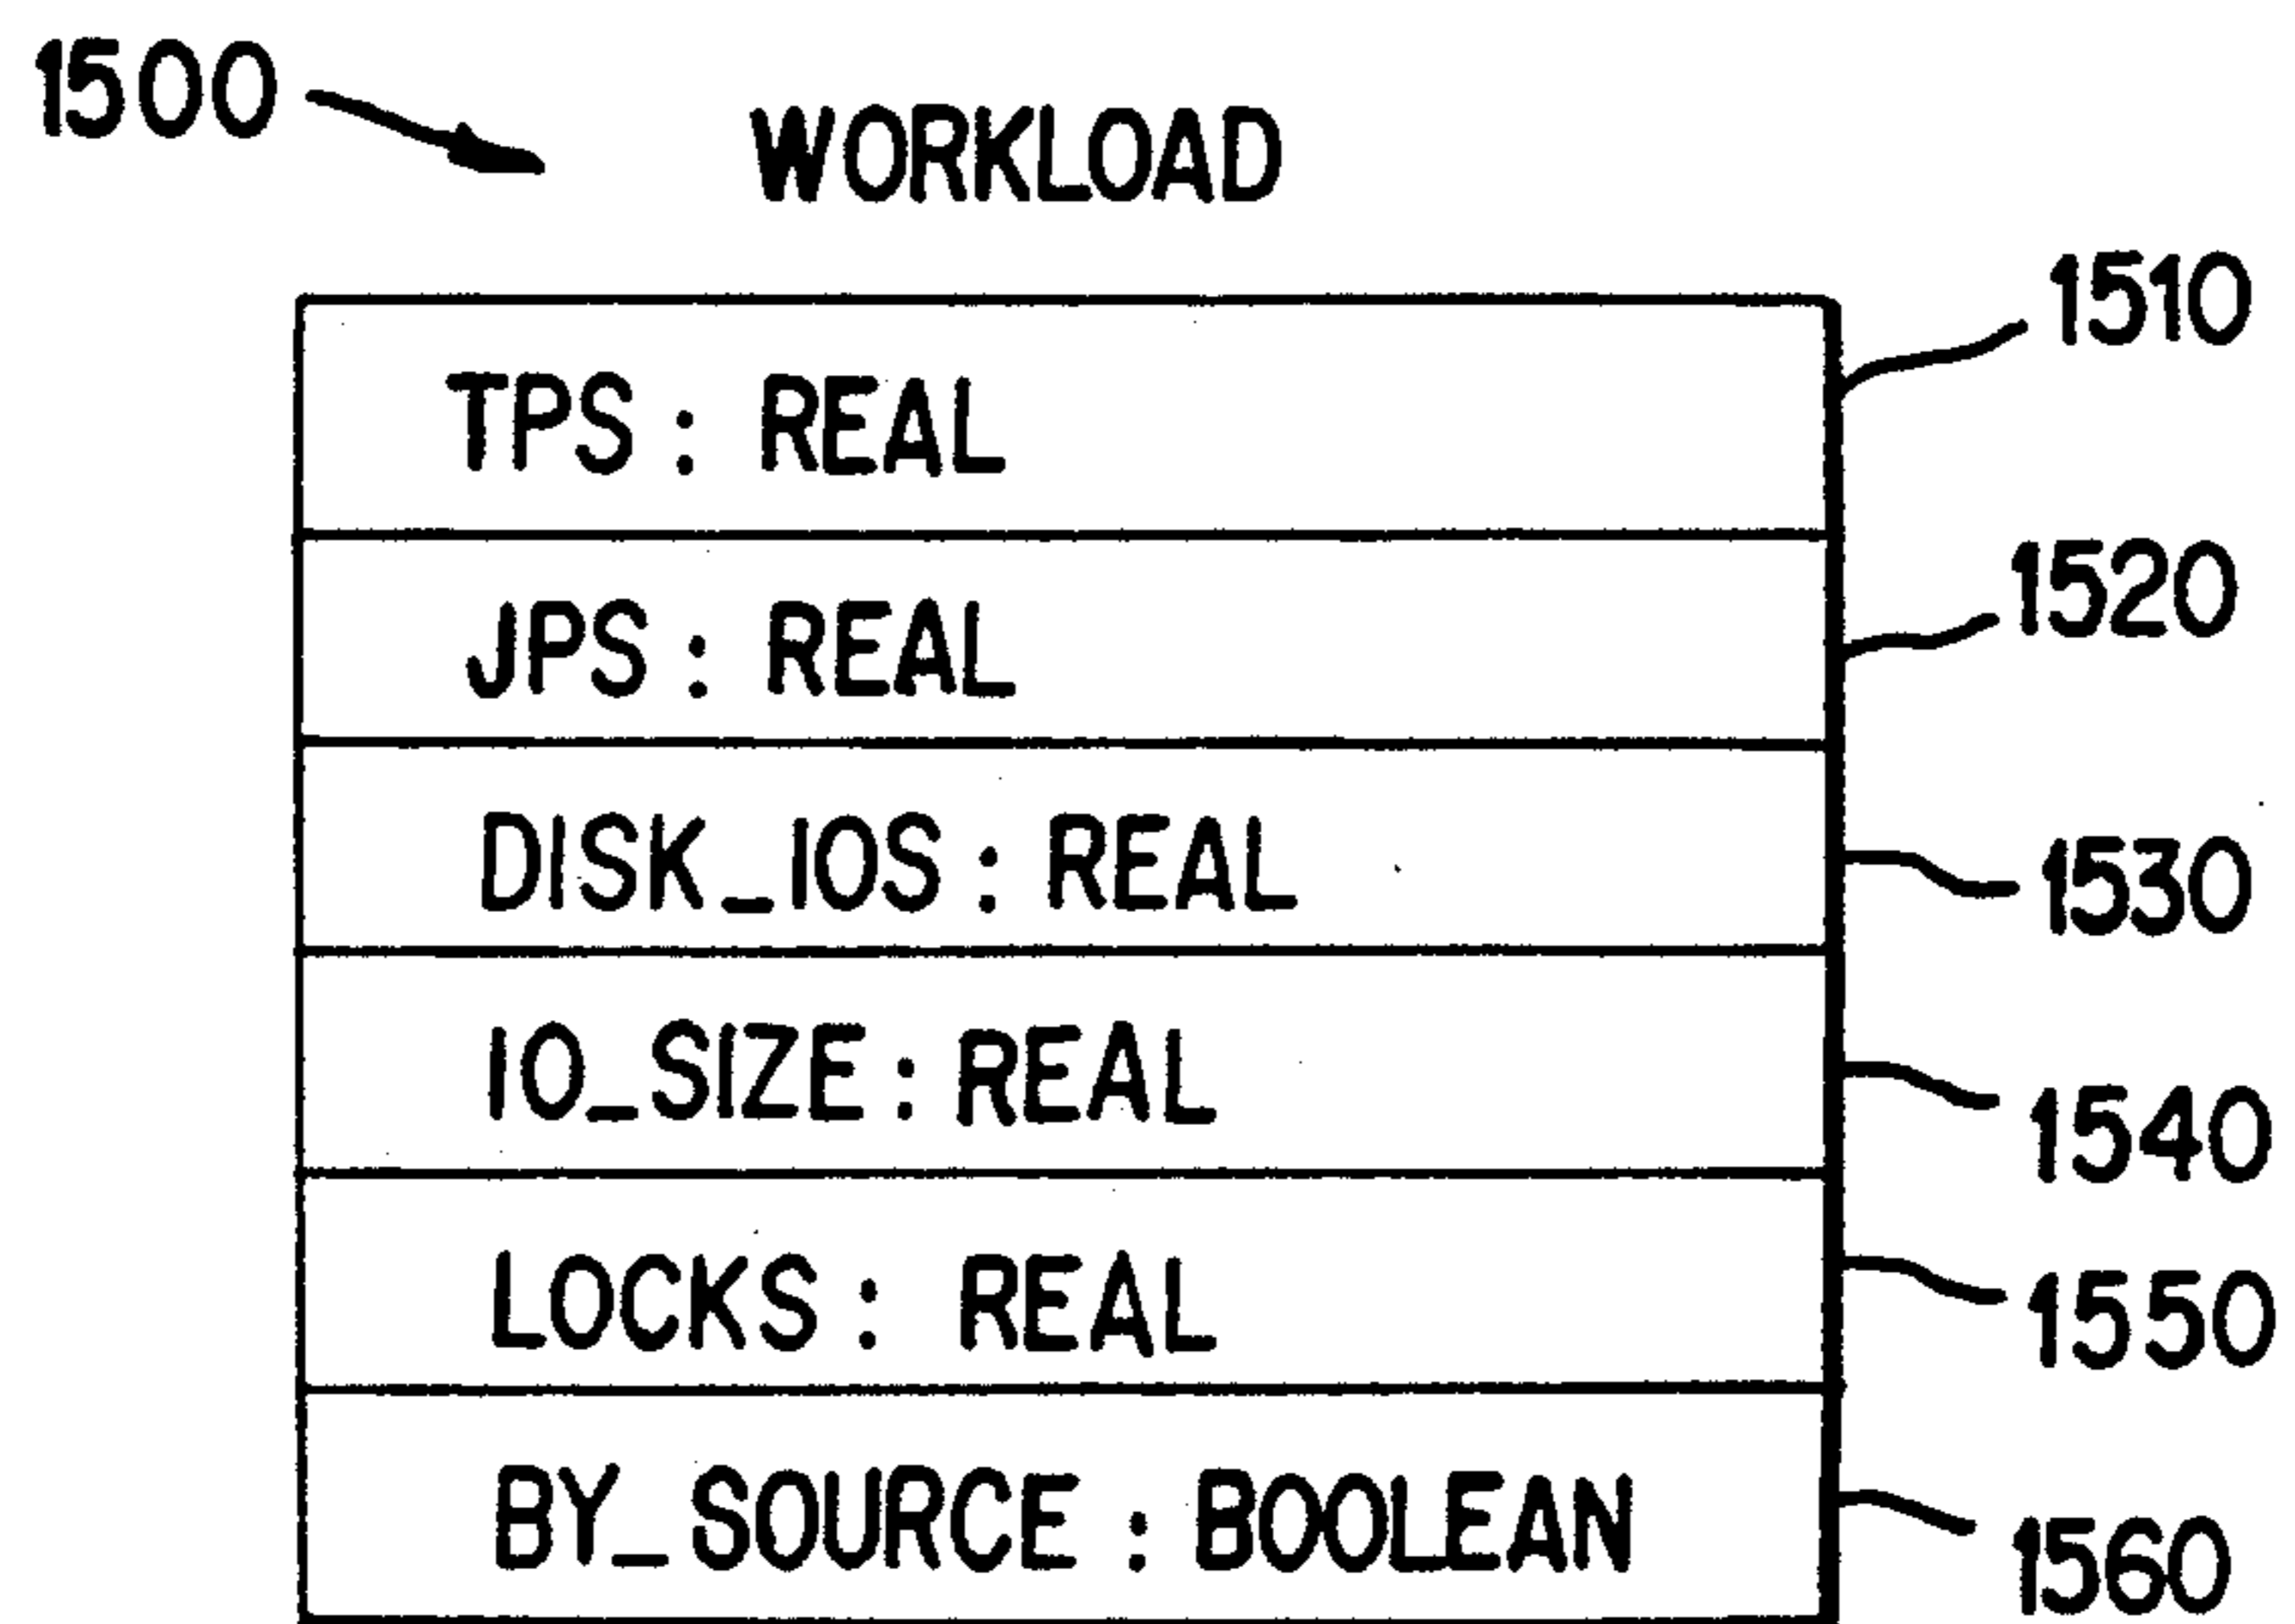 1500
WORKLOAD
1510
TPS : REAL
1520
JPS : REAL
DISK_IOS : REAL
1530
IO_SIZE : REAL
1540
LOCKS : REAL
1550
BY_SOURCE : BOOLEAN
1560